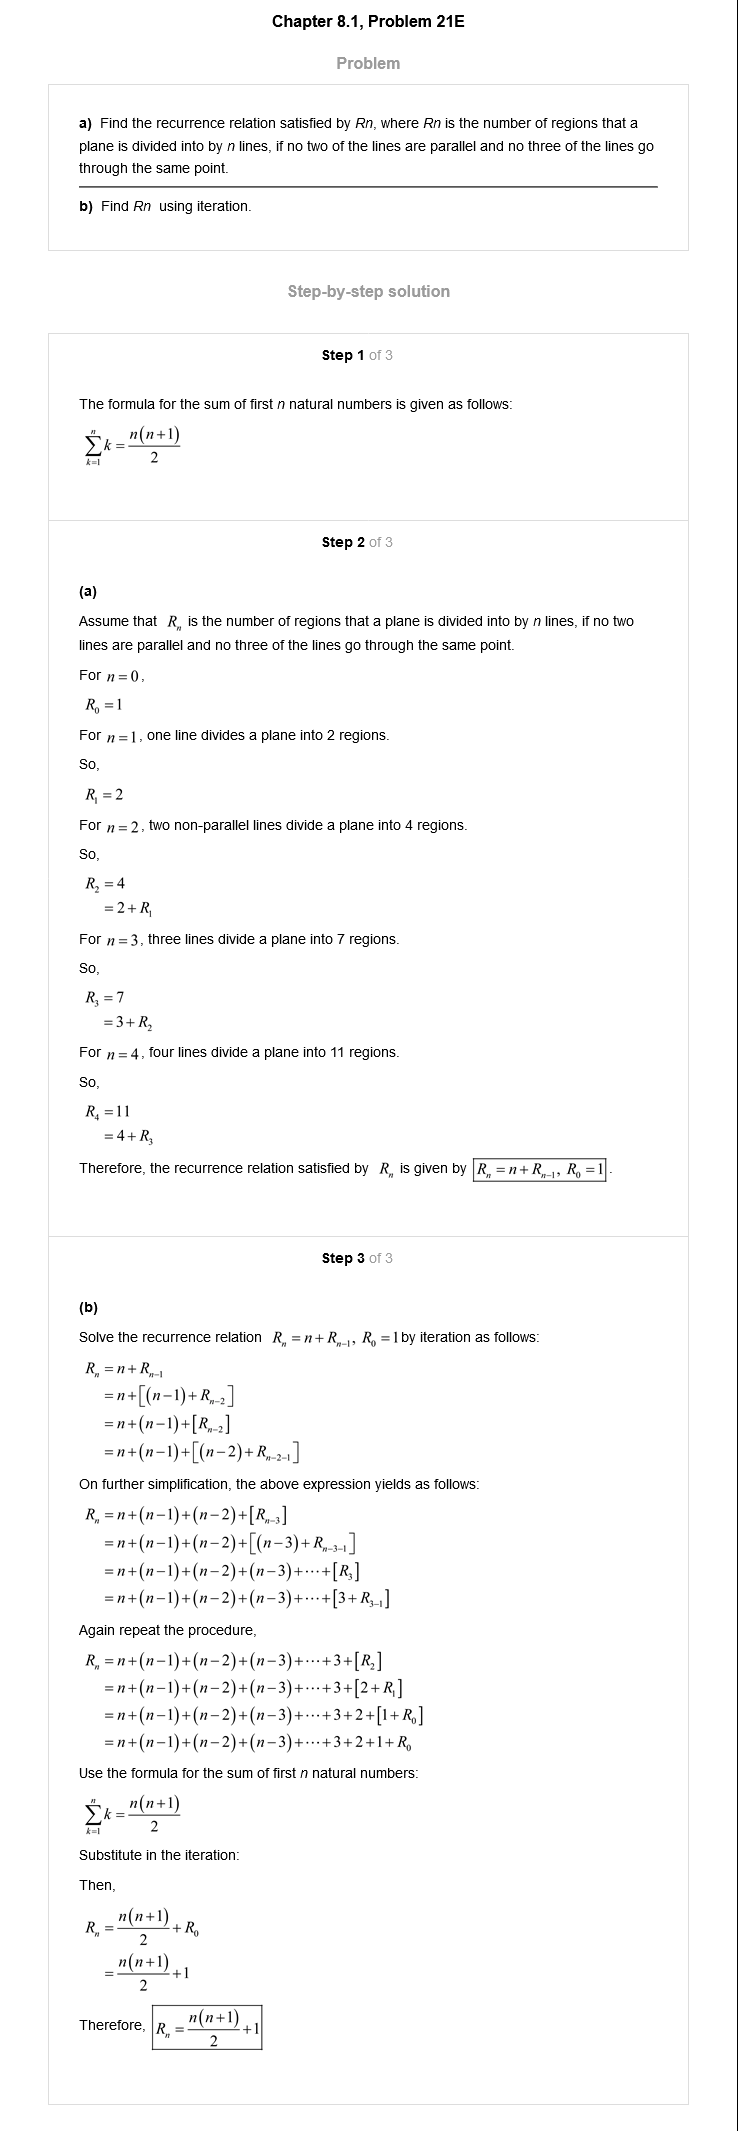 Chapter 8.1, Problem 21E
Problem
a) Find the recurrence relation satisfied by Rn, where Rn is the number of regions that a
plane is divided into by n lines, if no two of the lines are parallel and no three of the lines go
through the same point.
b) Find Rn using iteration.
Step-by-step solution
Step 1 of 3
The formula for the sum of first n natural numbers is given as follows:
\sum_{k=1}^{n} k = \frac{n(n+1)}{2}
Step 2 of 3
(a)
Assume that R_n is the number of regions that a plane is divided into by n lines, if no two
lines are parallel and no three of the lines go through the same point.
For n = 0,
R_0 = 1
For n = 1, one line divides a plane into 2 regions.
So,
R_1 = 2
For n = 2, two non-parallel lines divide a plane into 4 regions.
So,
R_2 = 4
= 2 + R_1
For n = 3, three lines divide a plane into 7 regions.
So,
R_3 = 7
= 3 + R_2
For n = 4, four lines divide a plane into 11 regions.
So,
R_4 = 11
= 4 + R_3
Therefore, the recurrence relation satisfied by R_n is given by R_n = n + R_{n-1}, R_0 = 1.
Step 3 of 3
(b)
Solve the recurrence relation R_n = n + R_{n-1}, R_0 = 1 by iteration as follows:
R_n = n + R_{n-1}
= n + [(n-1) + R_{n-2}]
= n + (n-1) + [R_{n-2}]
= n + (n-1) + [(n-2) + R_{n-2-1}]
On further simplification, the above expression yields as follows:
R_n = n + (n-1) + (n-2) + [R_{n-3}]
= n + (n-1) + (n-2) + [(n-3) + R_{n-3-1}]
= n + (n-1) + (n-2) + (n-3) + ⋯ + [R_3]
= n + (n-1) + (n-2) + (n-3) + ⋯ + [3 + R_{3-1}]
Again repeat the procedure,
R_n = n + (n-1) + (n-2) + (n-3) + ⋯ + 3 + [R_2]
= n + (n-1) + (n-2) + (n-3) + ⋯ + 3 + [2 + R_1]
= n + (n-1) + (n-2) + (n-3) + ⋯ + 3 + 2 + [1 + R_0]
= n + (n-1) + (n-2) + (n-3) + ⋯ + 3 + 2 + 1 + R_0
Use the formula for the sum of first n natural numbers:
\sum_{k=1}^{n} k = \frac{n(n+1)}{2}
Substitute in the iteration:
Then,
R_n = \frac{n(n+1)}{2} + R_0
= \frac{n(n+1)}{2} + 1
Therefore, R_n = \frac{n(n+1)}{2} + 1